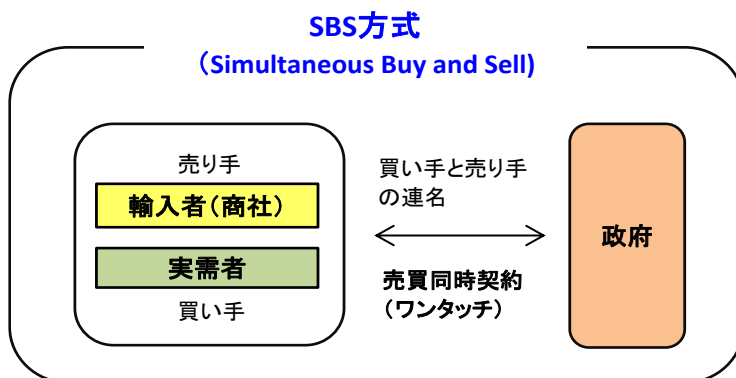 SBS方式
(Simultaneous Buy and Sell)
売り手
輸入者(商社)
実需者
買い手
買い手と売り手
の連名
売買同時契約
(ワンタッチ)
政府